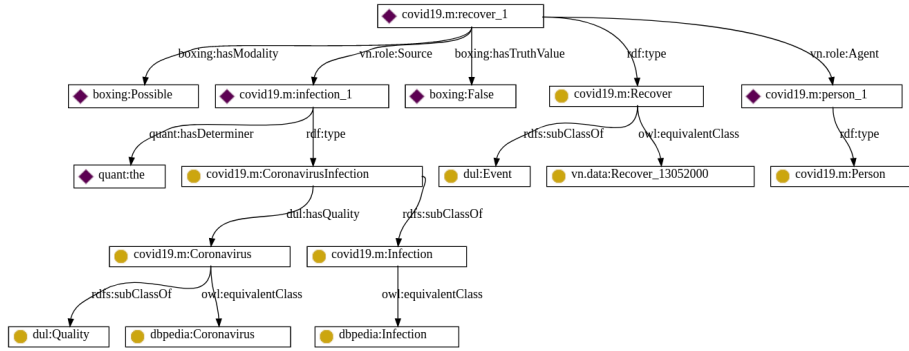 covid19.m:recover_1
boxing:hasModality
vn.role:Source
boxing:hasTruthValue
rdf:type
vn.role:Agent
boxing:Possible
covid19.m:infection_1
boxing:False
covid19.m:Recover
covid19.m:person_1
quant:hasDeterminer
rdf:type
rdfs:subClassOf
owl:equivalentClass
rdf:type
quant:the
covid19.m:CoronavirusInfection
dul:Event
vn.data:Recover_13052000
covid19.m:Person
dul:hasQuality
rdfs:subClassOf
covid19.m:Coronavirus
covid19.m:Infection
rdfs:subClassOf
owl:equivalentClass
owl:equivalentClass
dul:Quality
dbpedia:Coronavirus
dbpedia:Infection